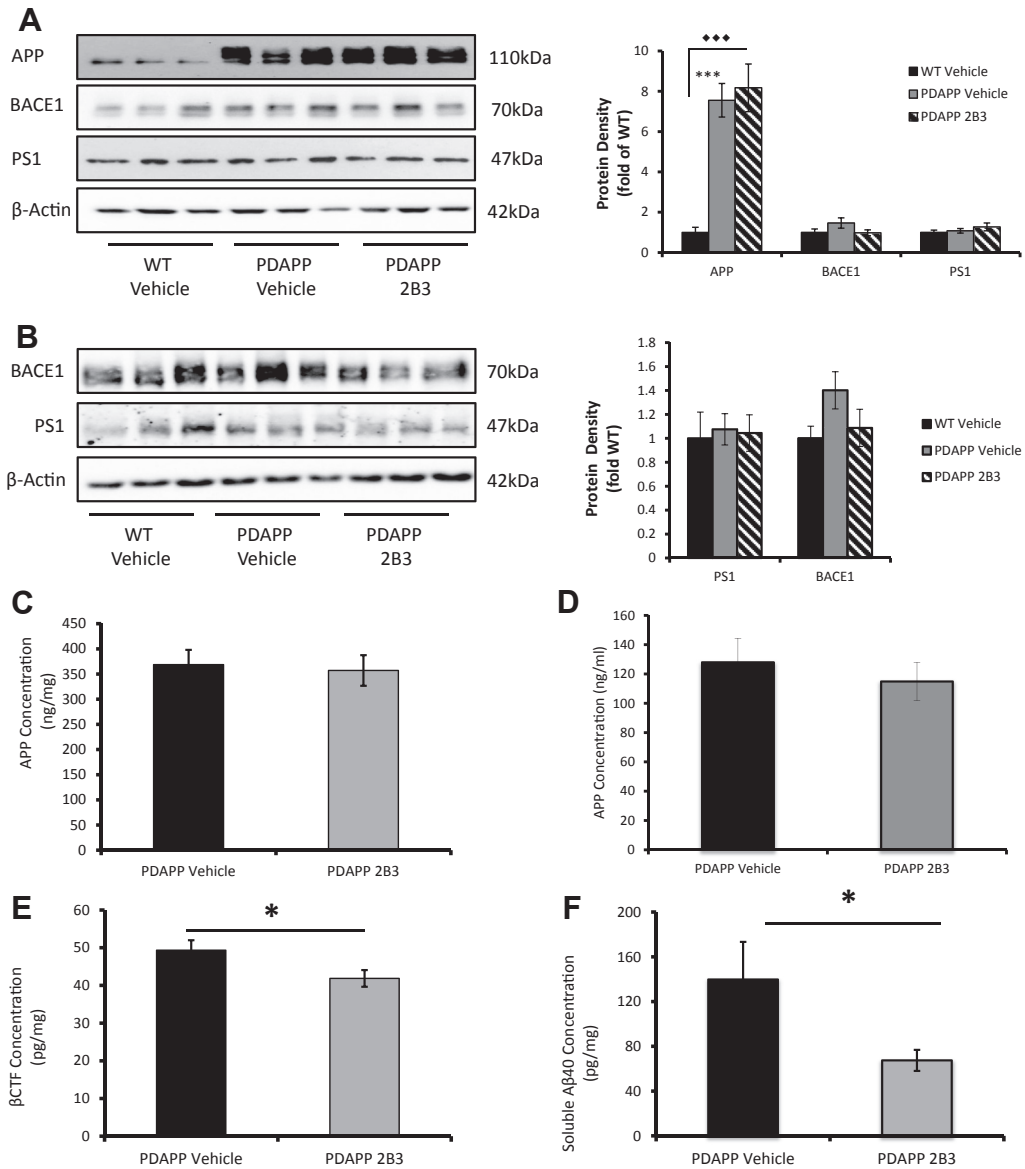 A
APP
110kDa
BACE1
70kDa
PS1
47kDa
β-Actin
42kDa
WT
Vehicle
PDAPP
Vehicle
PDAPP
2B3
Protein Density
(fold of WT)
10
8
6
4
2
0
***
◆◆◆
APP
BACE1
PS1
WT Vehicle
PDAPP Vehicle
PDAPP 2B3
B
BACE1
70kDa
PS1
47kDa
β-Actin
42kDa
WT
Vehicle
PDAPP
Vehicle
PDAPP
2B3
Protein Density
(fold WT)
1.6
1.4
1.2
1
0.8
0.6
0.4
0.2
0
PS1
BACE1
WT Vehicle
PDAPP Vehicle
PDAPP 2B3
C
APP Concentration
(ng/mg)
450
400
350
300
250
200
150
100
50
0
PDAPP Vehicle
PDAPP 2B3
D
APP Concentration (ng/ml)
160
140
120
100
80
60
40
20
0
PDAPP Vehicle
PDAPP 2B3
E
βCTF Concentration
(pg/mg)
60
50
40
30
20
10
0
*
PDAPP Vehicle
PDAPP 2B3
F
Soluble Aβ40 Concentration
(pg/mg)
200
160
120
80
40
0
*
PDAPP Vehicle
PDAPP 2B3